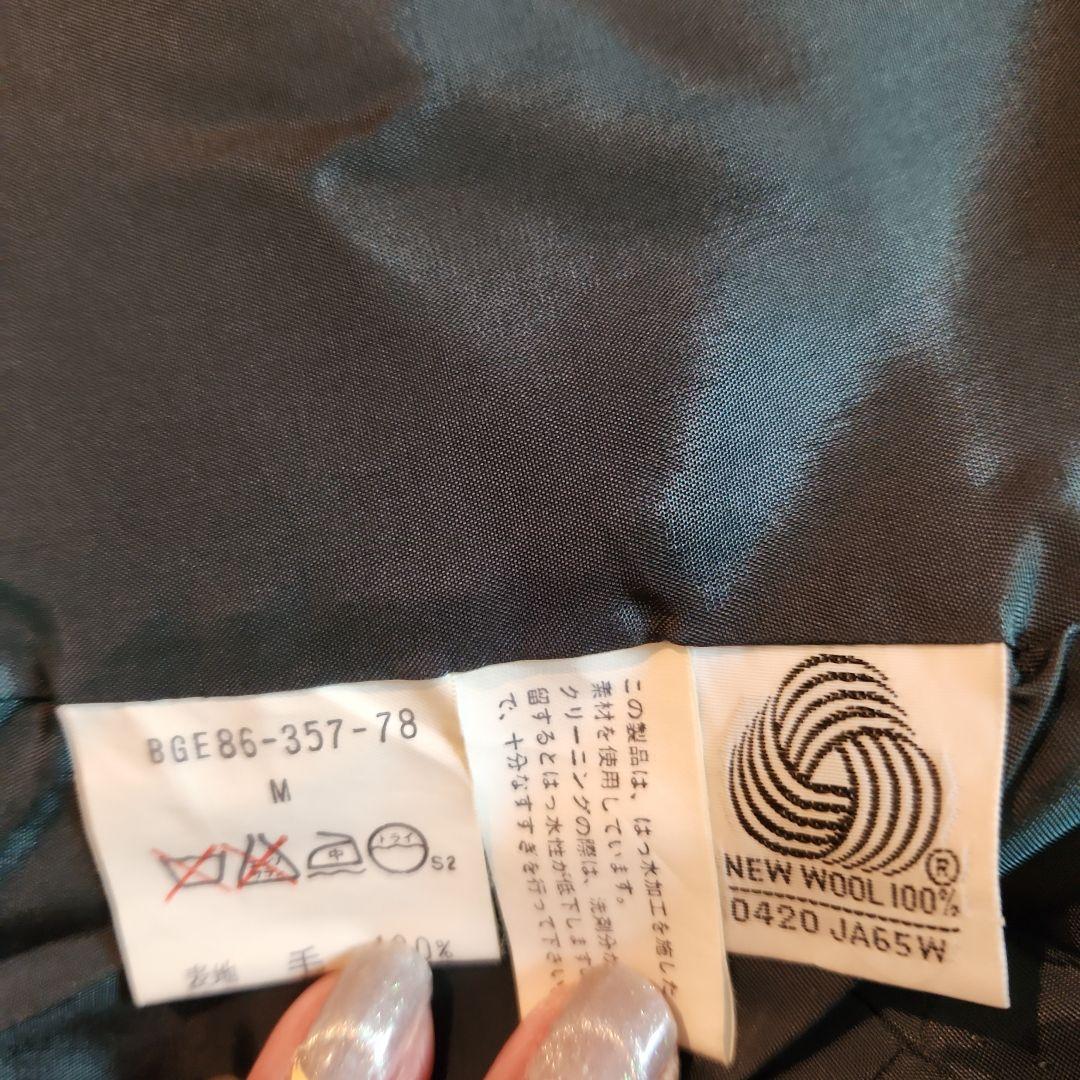 BGE86-357-78
M
中
トライ
S2
表地 毛 100%
この製品は、はっ水加工を施した
素材を使用しています。
クリーニングの際は、洗剤分が
留するとはっ水性が低下します
で、十分なすすぎを行って下さい
NEW WOOL 100%
0420 JA65W